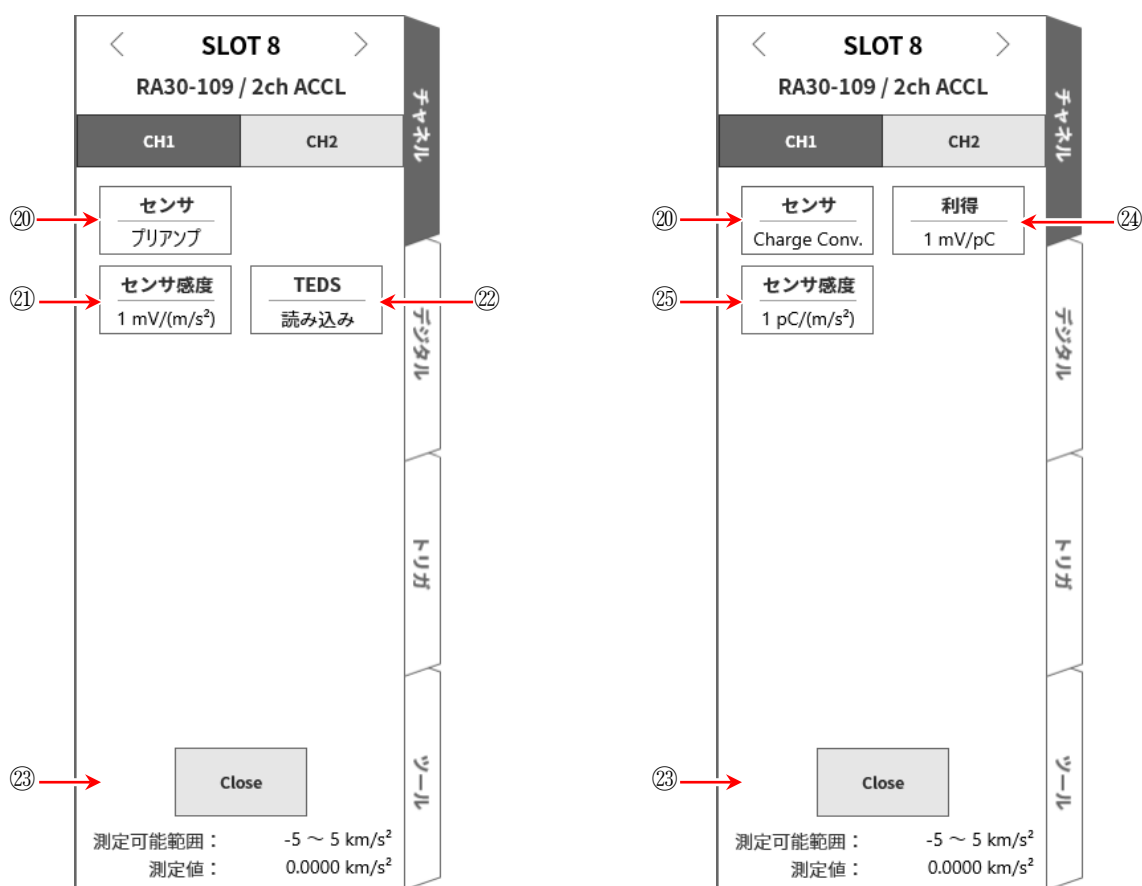 SLOT 8
RA30-109 / 2ch ACCL
CH1 CH2
⑳
センサ
プリアンプ
㉑
センサ感度
1 mV/(m/s²)
TEDS
読み込み
㉒
㉓
Close
測定可能範囲： -5 ～ 5 km/s²
測定値： 0.0000 km/s²
チャネル
デジタル
トリガ
ツール
SLOT 8
RA30-109 / 2ch ACCL
CH1 CH2
⑳
センサ
Charge Conv.
利得
1 mV/pC
㉔
㉕
センサ感度
1 pC/(m/s²)
㉓
Close
測定可能範囲： -5 ～ 5 km/s²
測定値： 0.0000 km/s²
チャネル
デジタル
トリガ
ツール